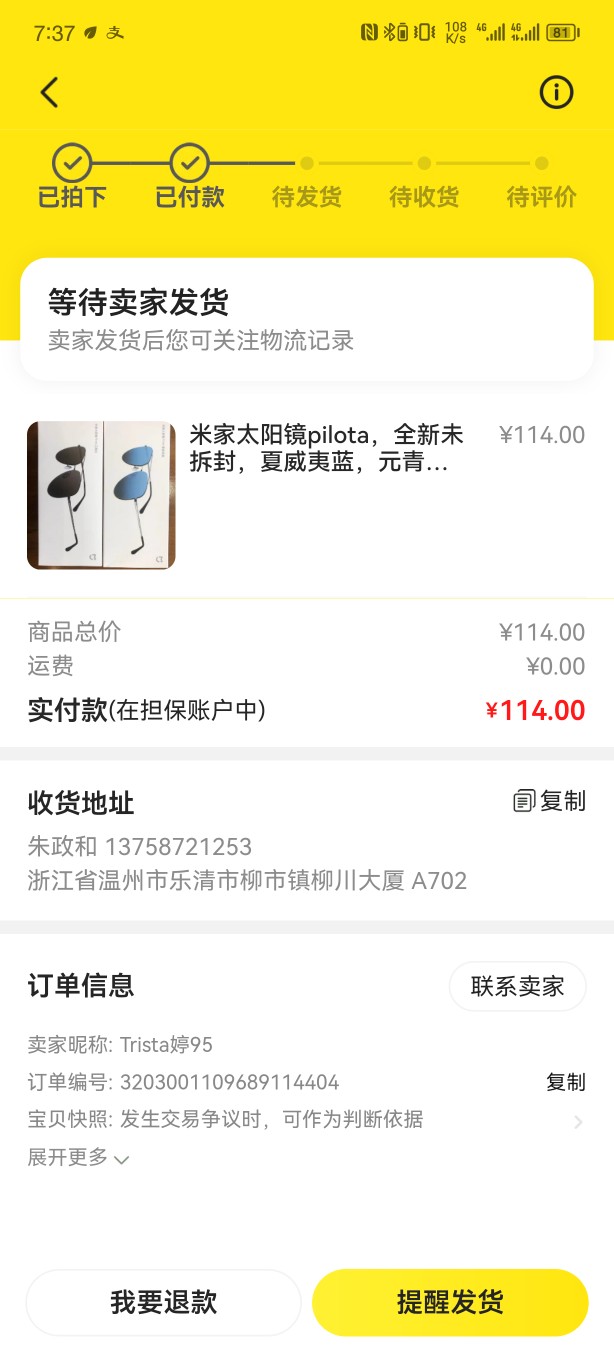 7:37
108
K/s
4G
4G
81
已拍下
已付款
待发货
待收货
待评价
等待卖家发货
卖家发货后您可关注物流记录
米家太阳镜pilota，全新未
拆封，夏威夷蓝，元青...
¥114.00
商品总价
¥114.00
运费
¥0.00
实付款(在担保账户中)
¥114.00
收货地址
复制
朱政和 13758721253
浙江省温州市乐清市柳市镇柳川大厦 A702
订单信息
联系卖家
卖家昵称: Trista婷95
订单编号: 3203001109689114404
复制
宝贝快照: 发生交易争议时，可作为判断依据
展开更多
我要退款
提醒发货